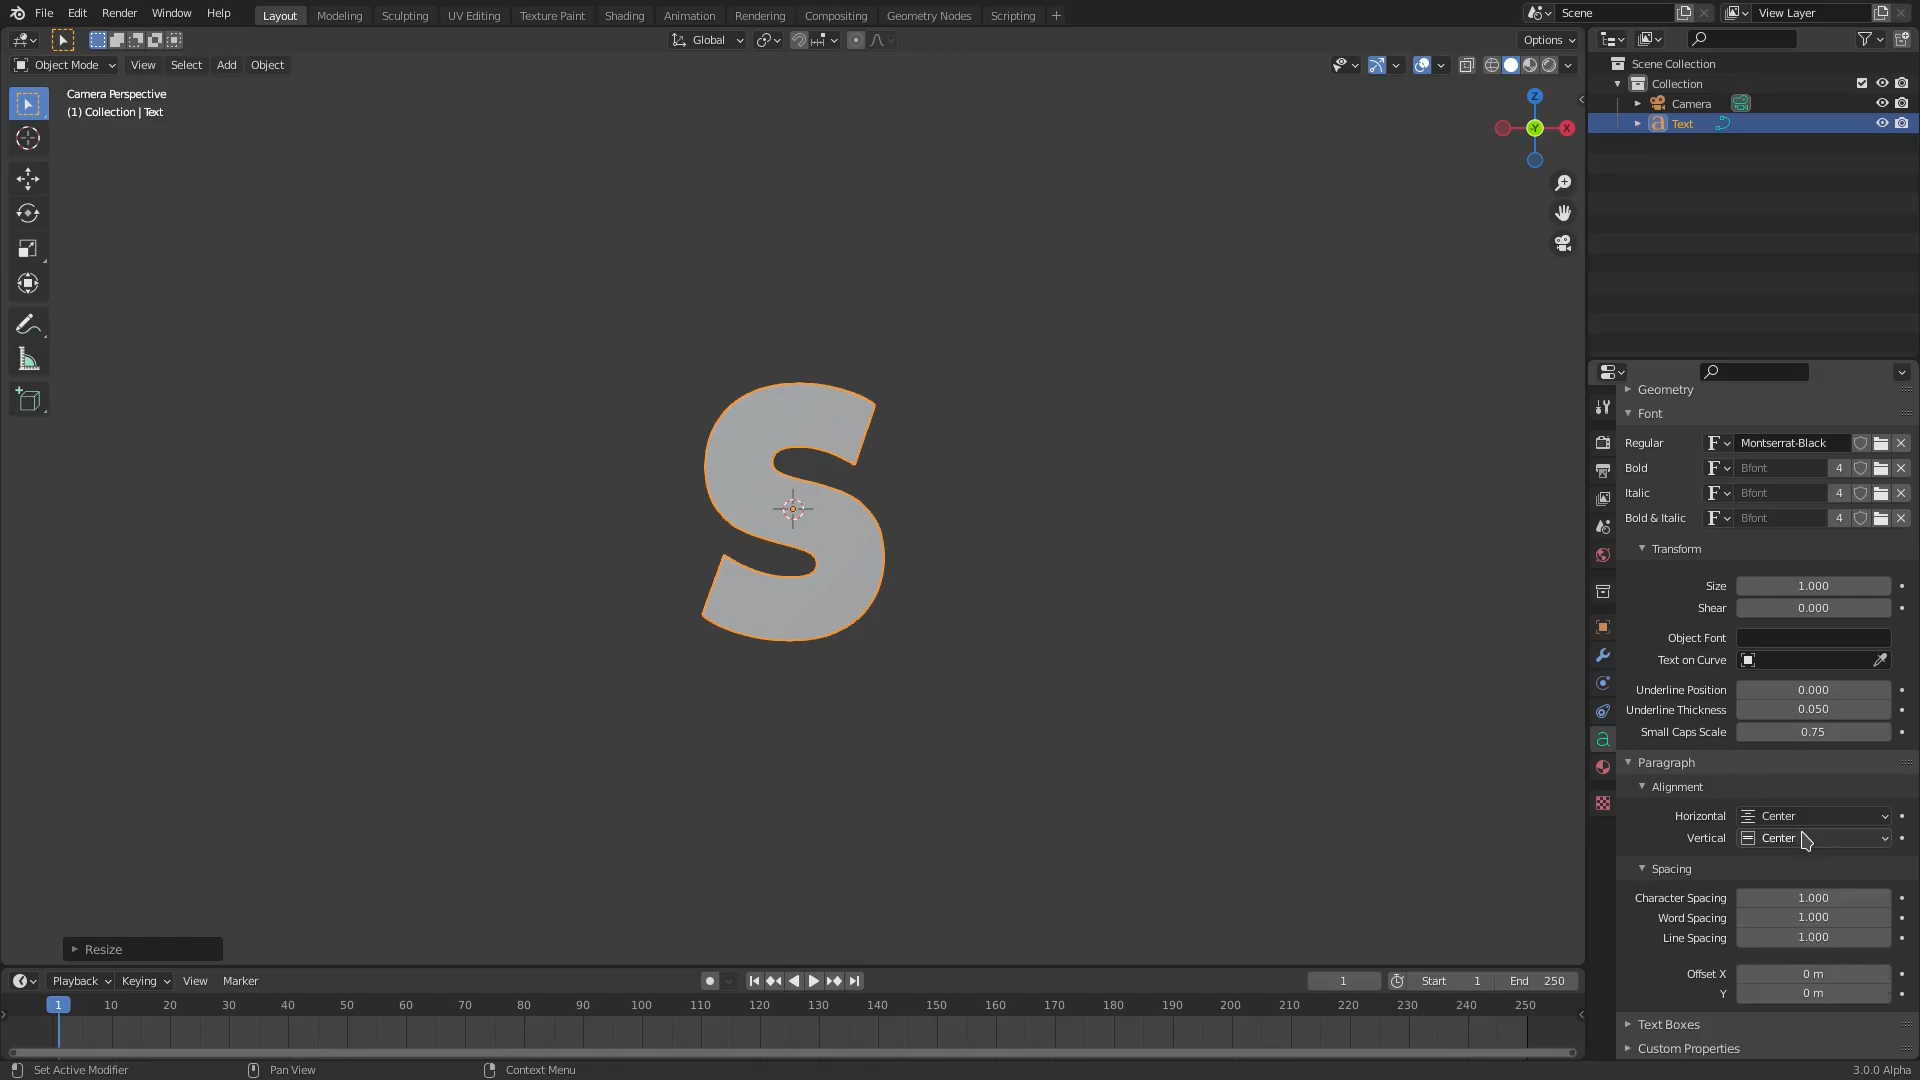 File Edit Render Window Help Layout Modeling Sculpting UV Editing Texture Paint Shading Animation Rendering Compositing Geometry Nodes Scripting + Scene View Layer
Global Options
Object Mode View Select Add Object
Camera Perspective
(1) Collection | Text
Z
Y
X
S
Resize
Scene Collection
Collection
Camera
Text
Geometry
Font
Regular F Montserrat-Black
Bold F Bfont 4
Italic F Bfont 4
Bold & Italic F Bfont 4
Transform
Size 1.000
Shear 0.000
Object Font
Text on Curve
Underline Position 0.000
Underline Thickness 0.050
Small Caps Scale 0.75
Paragraph
Alignment
Horizontal Center
Vertical Center
Spacing
Character Spacing 1.000
Word Spacing 1.000
Line Spacing 1.000
Offset X 0 m
Y 0 m
Text Boxes
Custom Properties
Playback Keying View Marker 1 Start 1 End 250
1 10 20 30 40 50 60 70 80 90 100 110 120 130 140 150 160 170 180 190 200 210 220 230 240 250
Set Active Modifier Pan View Context Menu 3.0.0 Alpha